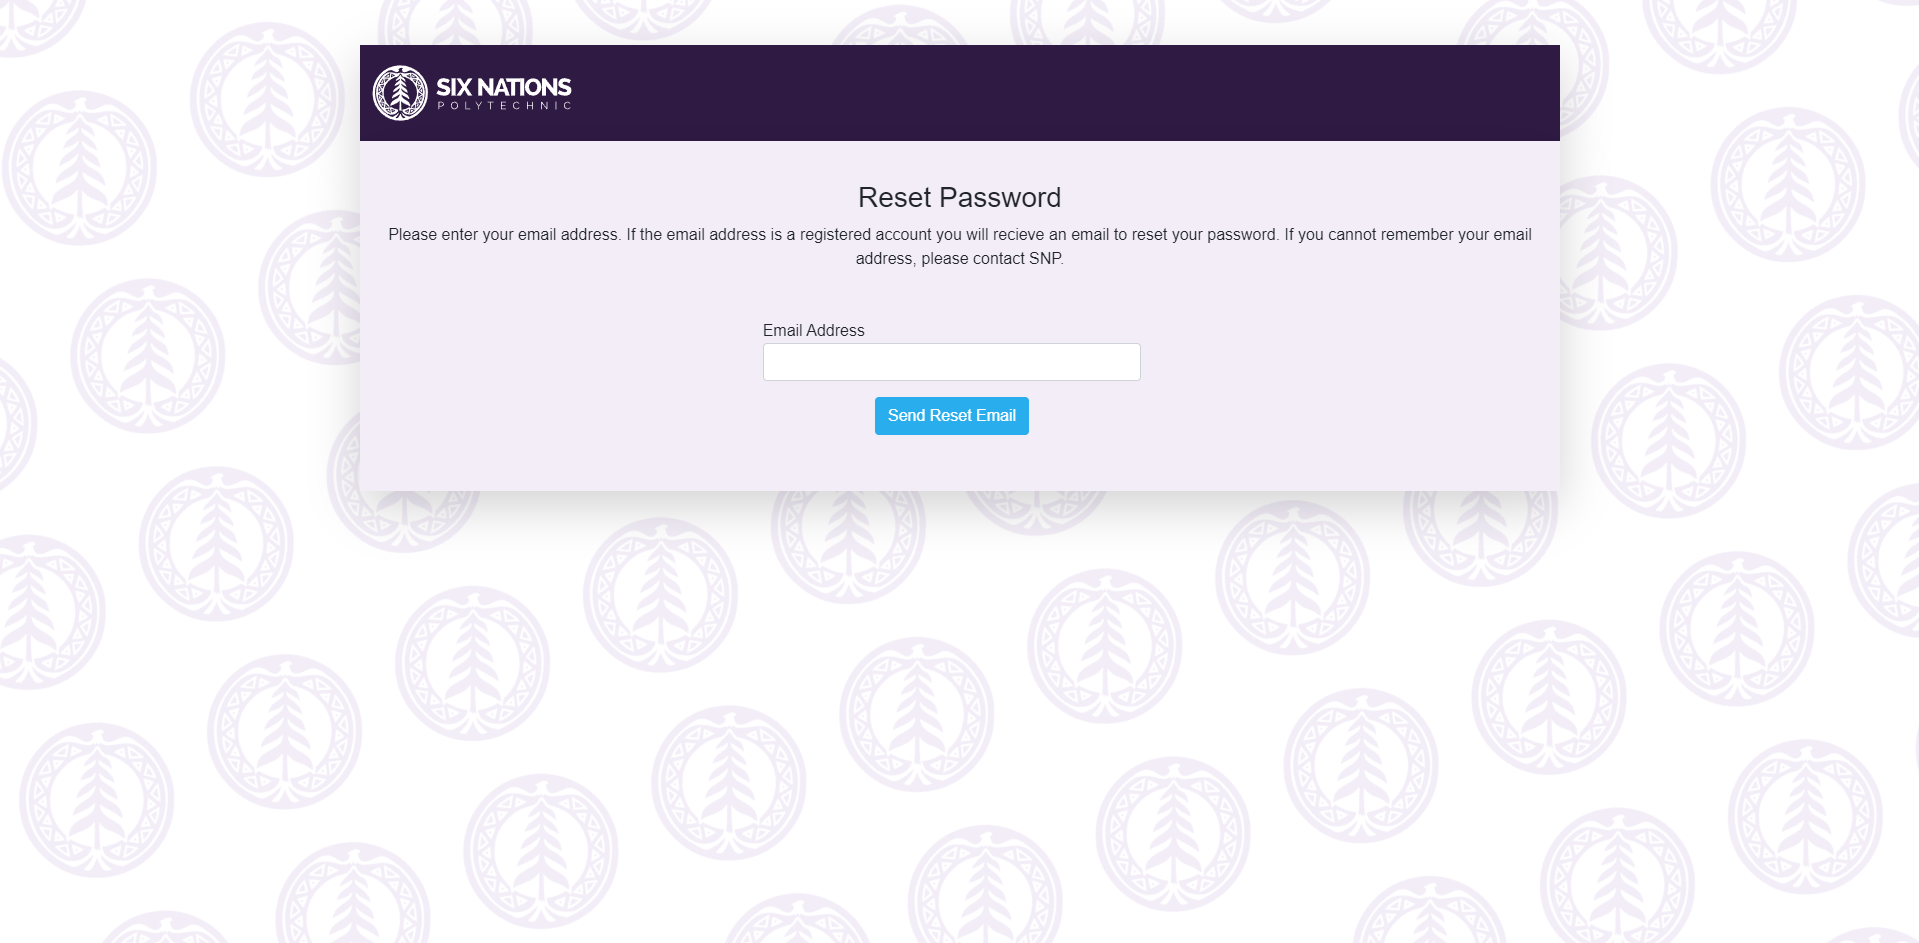 SIX NATIONS
POLYTECHNIC
Reset Password
Please enter your email address. If the email address is a registered account you will recieve an email to reset your password. If you cannot remember your email
address, please contact SNP.
Email Address
Send Reset Email